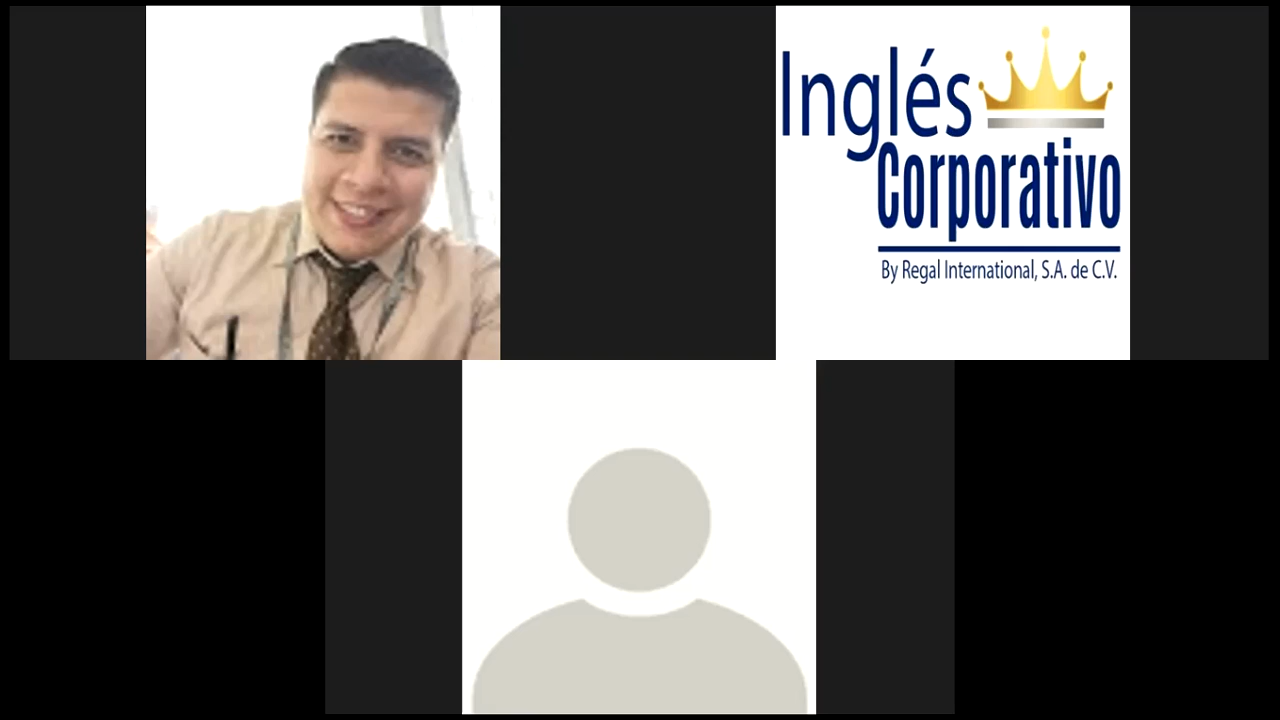 Inglés
Corporativo
By Regal International, S.A. de C.V.